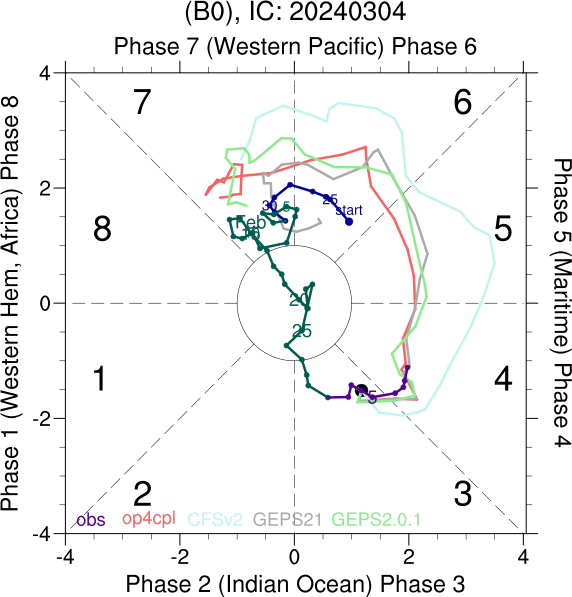 (B0), IC: 20240304
Phase 7 (Western Pacific) Phase 6
Phase 1 (Western Hem, Africa) Phase 8
Phase 5 (Maritime) Phase 4
4
2
0
-2
-4
7
6
8
5
1
4
2
3
25
start
30
5
Feb
15
20
25
5
obs
op4cpl
CFSv2
GEPS21
GEPS2.0.1
-4
-2
0
2
4
Phase 2 (Indian Ocean) Phase 3